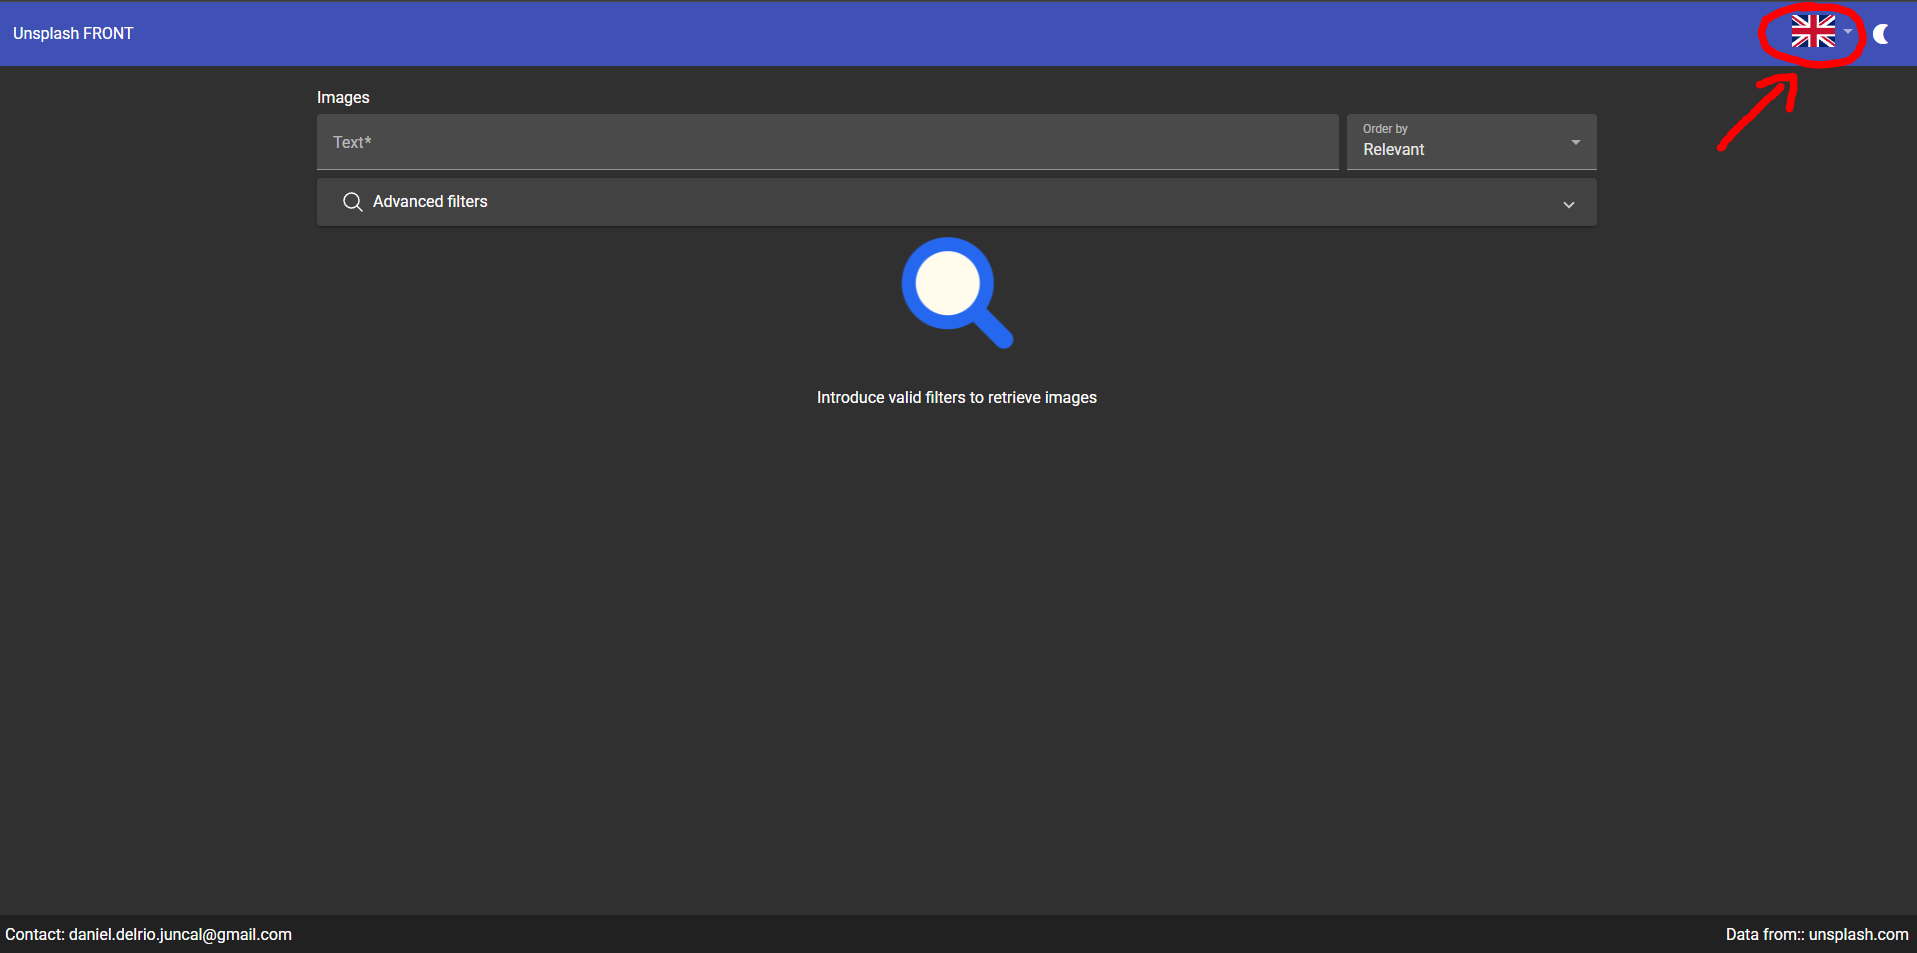 Unsplash FRONT
Images
Text*
Order by
Relevant
Advanced filters
Introduce valid filters to retrieve images
Contact: daniel.delrio.juncal@gmail.com
Data from:: unsplash.com